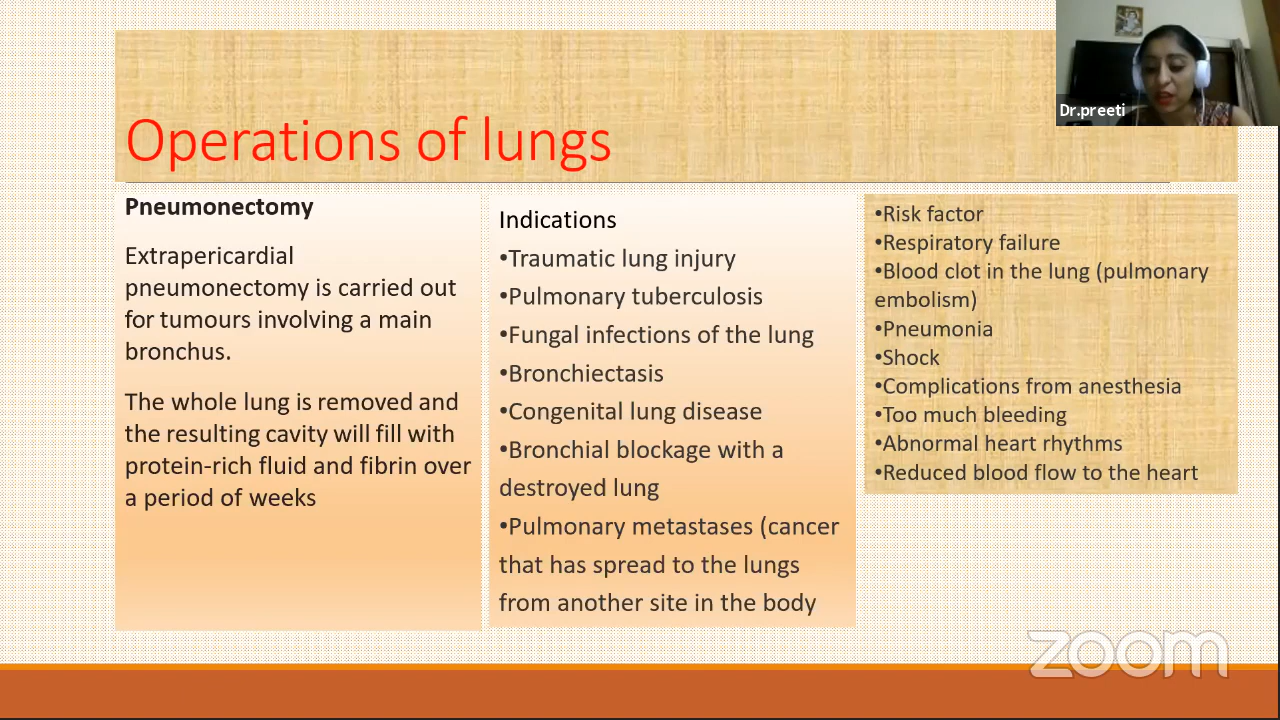 Dr.preeti
Operations of lungs
Pneumonectomy
Extrapericardial
pneumonectomy is carried out
for tumours involving a main
bronchus.
The whole lung is removed and
the resulting cavity will fill with
protein-rich fluid and fibrin over
a period of weeks
Indications
•Traumatic lung injury
•Pulmonary tuberculosis
•Fungal infections of the lung
•Bronchiectasis
•Congenital lung disease
•Bronchial blockage with a
destroyed lung
•Pulmonary metastases (cancer
that has spread to the lungs
from another site in the body
•Risk factor
•Respiratory failure
•Blood clot in the lung (pulmonary
embolism)
•Pneumonia
•Shock
•Complications from anesthesia
•Too much bleeding
•Abnormal heart rhythms
•Reduced blood flow to the heart
zoom